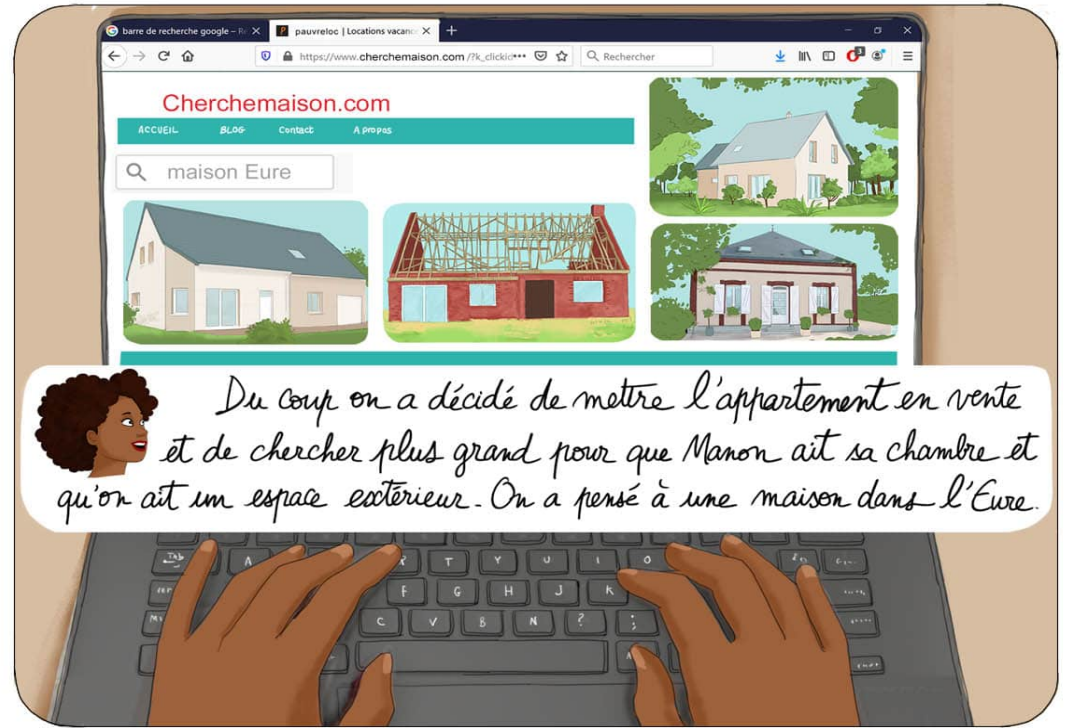 barre de recherche google – R
pauvreloc | Locations vacanc
https://www.cherchemaison.com/?k_clickid
Rechercher
3
Cherchemaison.com
ACCUEIL BLOG Contact A propos
maison Eure
Du coup on a décidé de mettre l'appartement en vente
et de chercher plus grand pour que Manon ait sa chambre et
qu'on ait un espace extérieur. On a pensé à une maison dans l'Eure.
Tab A T Y U I O
F G H J K
C V B N ? ;